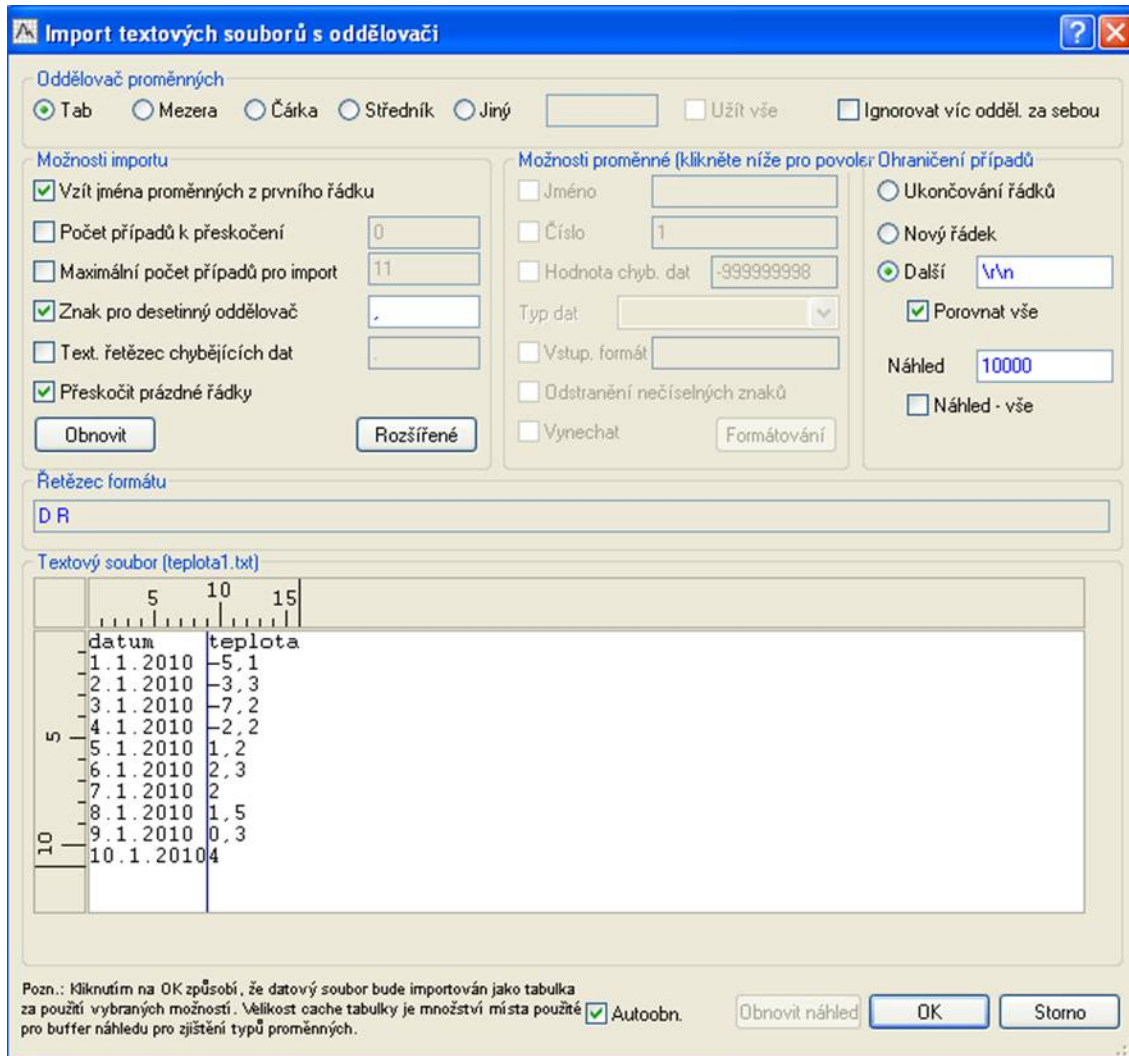 Import textových souborů s oddělovači
Oddělovač proměnných
Tab Mezera Čárka Středník Jiný Užít vše Ignorovat víc odděl. za sebou
Možnosti importu
Vzít jména proměnných z prvního řádku
Počet případů k přeskočení 0
Maximální počet případů pro import 11
Znak pro desetinný oddělovač ,
Text. řetězec chybějících dat .
Přeskočit prázdné řádky
Obnovit Rozšířené
Možnosti proměnné (klikněte níže pro povoler
Jméno
Číslo 1
Hodnota chyb. dat -999999998
Typ dat
Vstup. formát
Odstranění nečíselných znaků
Vynechat Formátování
Ohraničení případů
Ukončování řádků
Nový řádek
Další \r\n
Porovnat vše
Náhled 10000
Náhled - vše
Řetězec formátu
D R
Textový soubor (teplota1.txt)
5 10 15
5
10
datum teplota
1.1.2010 -5,1
2.1.2010 -3,3
3.1.2010 -7,2
4.1.2010 -2,2
5.1.2010 1,2
6.1.2010 2,3
7.1.2010 2
8.1.2010 1,5
9.1.2010 0,3
10.1.2010 4
Pozn.: Kliknutím na OK způsobí, že datový soubor bude importován jako tabulka
za použití vybraných možností. Velikost cache tabulky je množství místa použité
pro buffer náhledu pro zjištění typů proměnných.
Autoobn. Obnovit náhled OK Storno